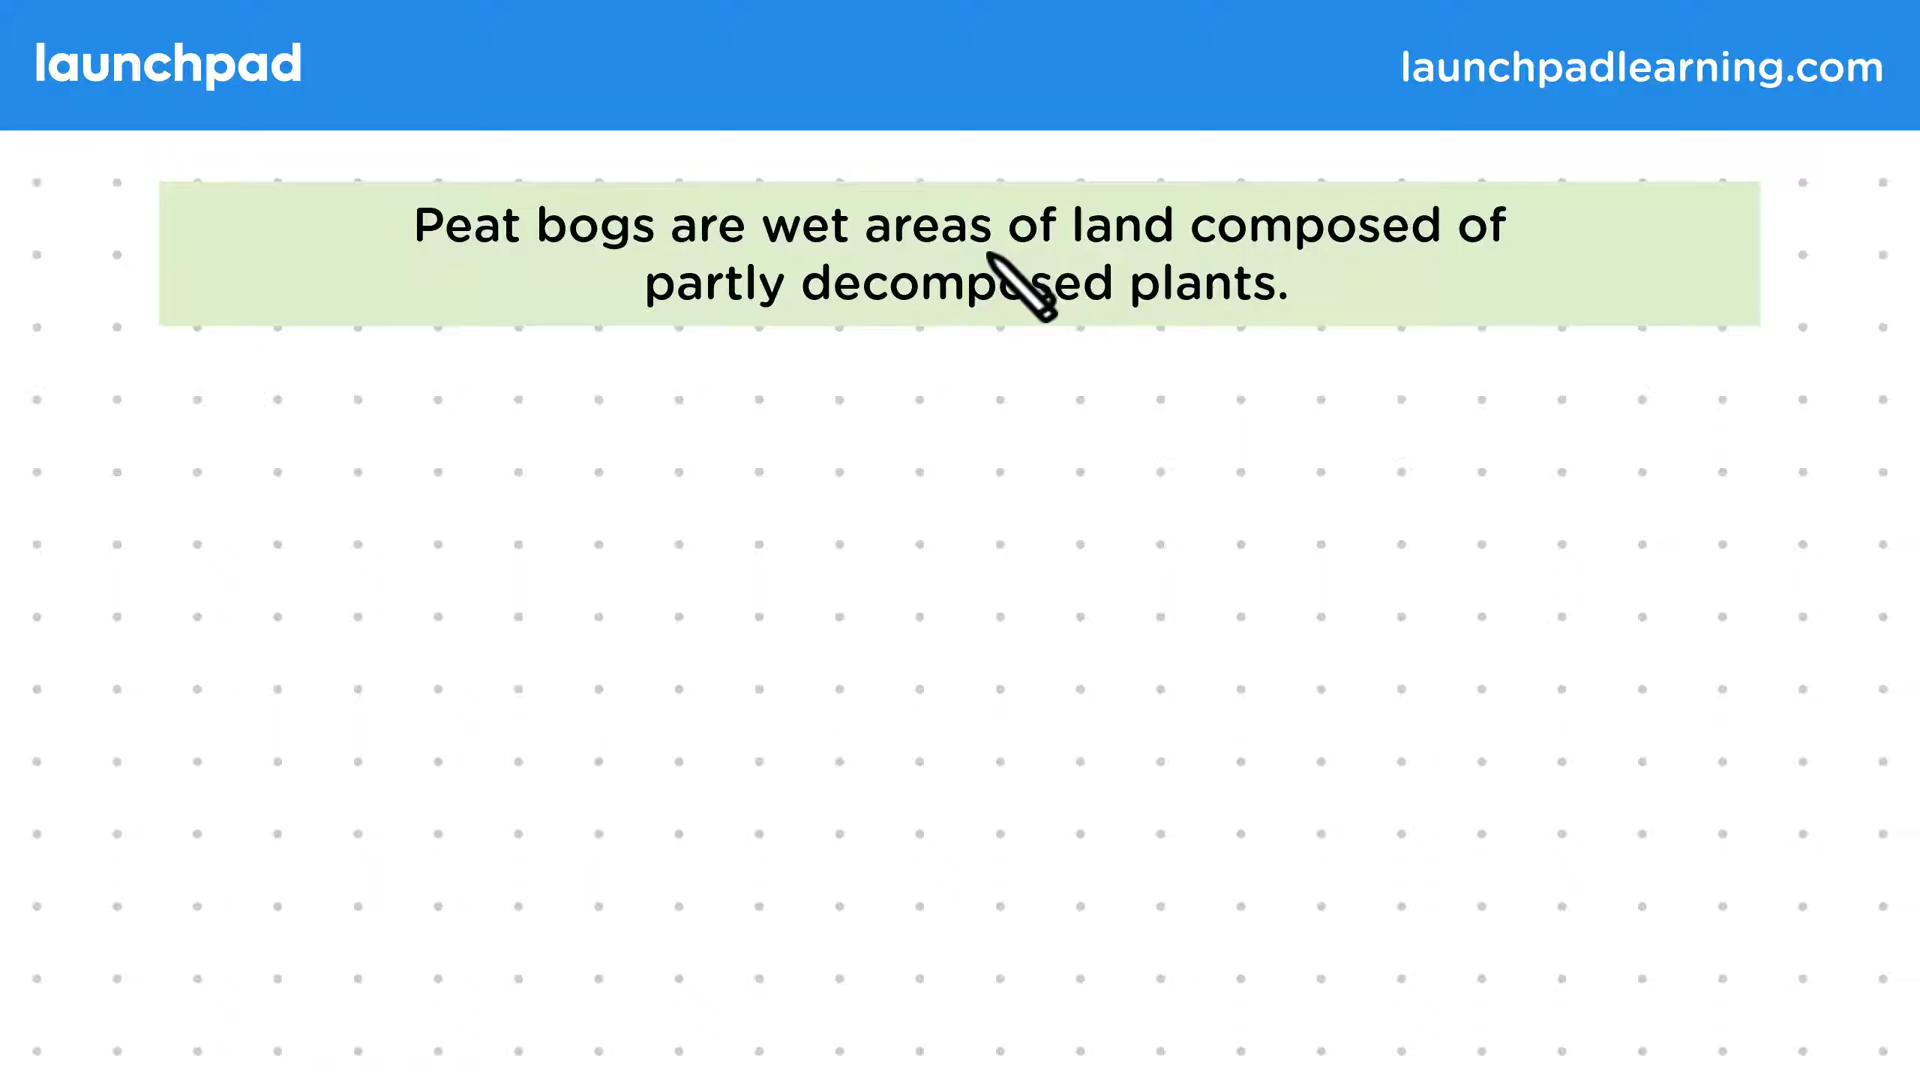 launchpad
launchpadlearning.com
Peat bogs are wet areas of land composed of
partly decomposed plants.